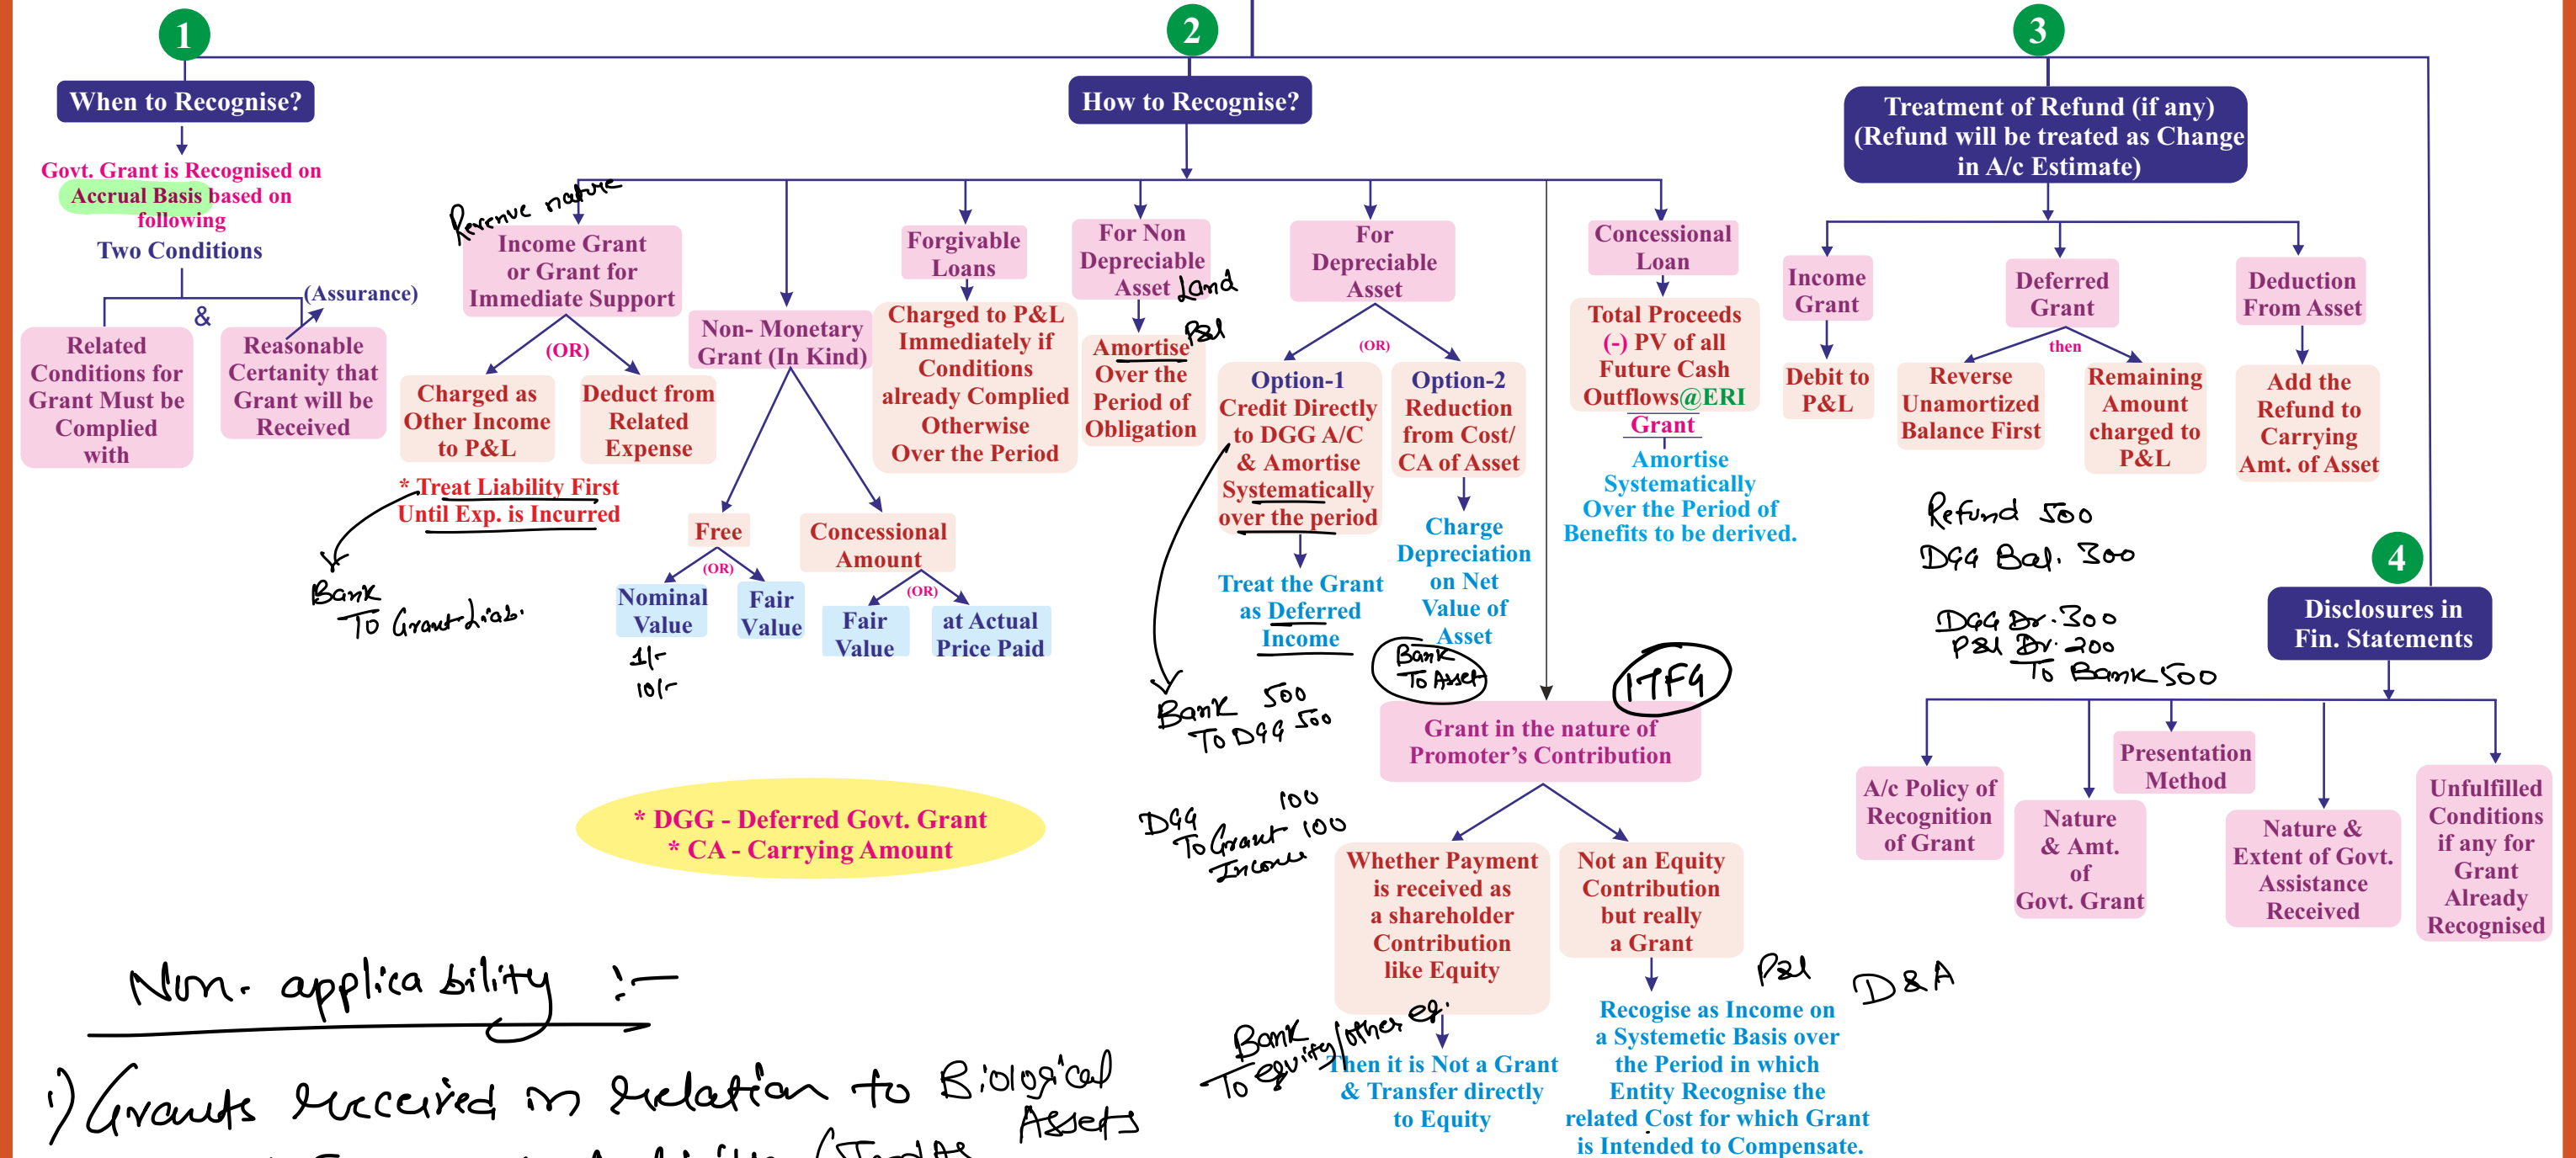 1
When to Recognise?
Govt. Grant is Recognised on
Accrual Basis based on
following
Two Conditions
&
(Assurance)
Related
Conditions for
Grant Must be
Complied
with
Reasonable
Certanity that
Grant will be
Received
2
How to Recognise?
Revenue nature
Income Grant
or Grant for
Immediate Support
(OR)
Charged as
Other Income
to P&L
Deduct from
Related
Expense
* Treat Liability First
Until Exp. is Incurred
Bank
To Grant Liab.
Non- Monetary
Grant (In Kind)
Free
(OR)
Nominal
Value
1/-
10/-
Fair
Value
Concessional
Amount
(OR)
Fair
Value
at Actual
Price Paid
Forgivable
Loans
Charged to P&L
Immediately if
Conditions
already Complied
Otherwise
Over the Period
For Non
Depreciable
Asset
Land
P&L
Amortise
Over the
Period of
Obligation
For
Depreciable
Asset
(OR)
Option-1
Credit Directly
to DGG A/C
& Amortise
Systematically
over the period
Treat the Grant
as Deferred
Income
Bank 500
To DGG 500
DGG 100
To Grant 100
Income
Option-2
Reduction
from Cost/
CA of Asset
Charge
Depreciation
on Net
Value of
Asset
Bank
To Asset
ITFG
Grant in the nature of
Promoter's Contribution
Whether Payment
is received as
a shareholder
Contribution
like Equity
Bank
To equity/other eq.
Then it is Not a Grant
& Transfer directly
to Equity
Not an Equity
Contribution
but really
a Grant
P&L
D&A
Recogise as Income on
a Systemetic Basis over
the Period in which
Entity Recognise the
related Cost for which Grant
is Intended to Compensate.
Concessional
Loan
Total Proceeds
(-) PV of all
Future Cash
Outflows@ERI
Grant
Amortise
Systematically
Over the Period of
Benefits to be derived.
3
Treatment of Refund (if any)
(Refund will be treated as Change
in A/c Estimate)
Income
Grant
Debit to
P&L
Deferred
Grant
then
Reverse
Unamortized
Balance First
Remaining
Amount
charged to
P&L
Deduction
From Asset
Add the
Refund to
Carrying
Amt. of Asset
Refund 500
DGG Bal. 300
DGG Dr. 300
P&L Dr. 200
To Bank 500
4
Disclosures in
Fin. Statements
A/c Policy of
Recognition
of Grant
Nature
& Amt.
of
Govt. Grant
Presentation
Method
Nature &
Extent of Govt.
Assistance
Received
Unfulfilled
Conditions
if any for
Grant
Already
Recognised
* DGG - Deferred Govt. Grant
* CA - Carrying Amount
Non. applicability :-
i) Grants received in relation to Biological
Assets